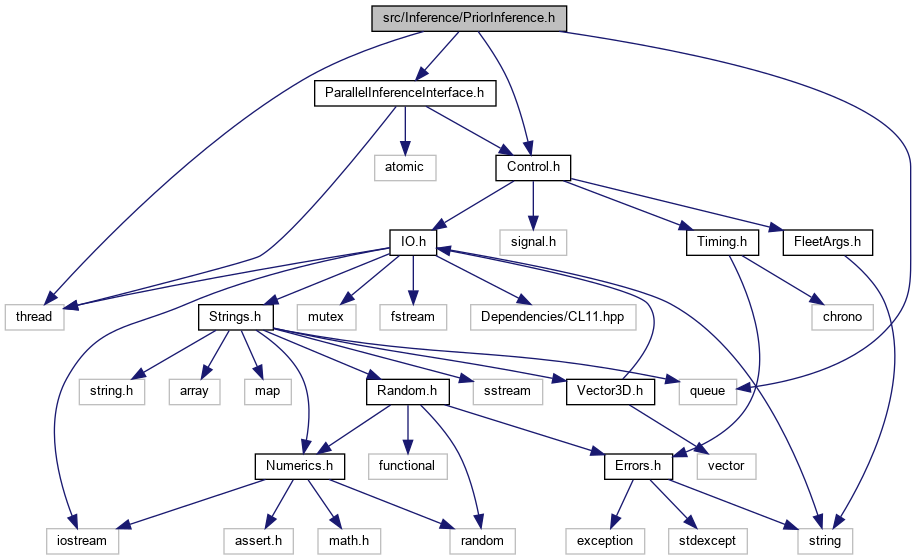 src/Inference/PriorInference.h
ParallelInferenceInterface.h
atomic
Control.h
IO.h
signal.h
Timing.h
FleetArgs.h
thread
Strings.h
mutex
fstream
Dependencies/CL11.hpp
chrono
string.h
array
map
Random.h
sstream
Vector3D.h
queue
Numerics.h
functional
Errors.h
vector
iostream
assert.h
math.h
random
exception
stdexcept
string